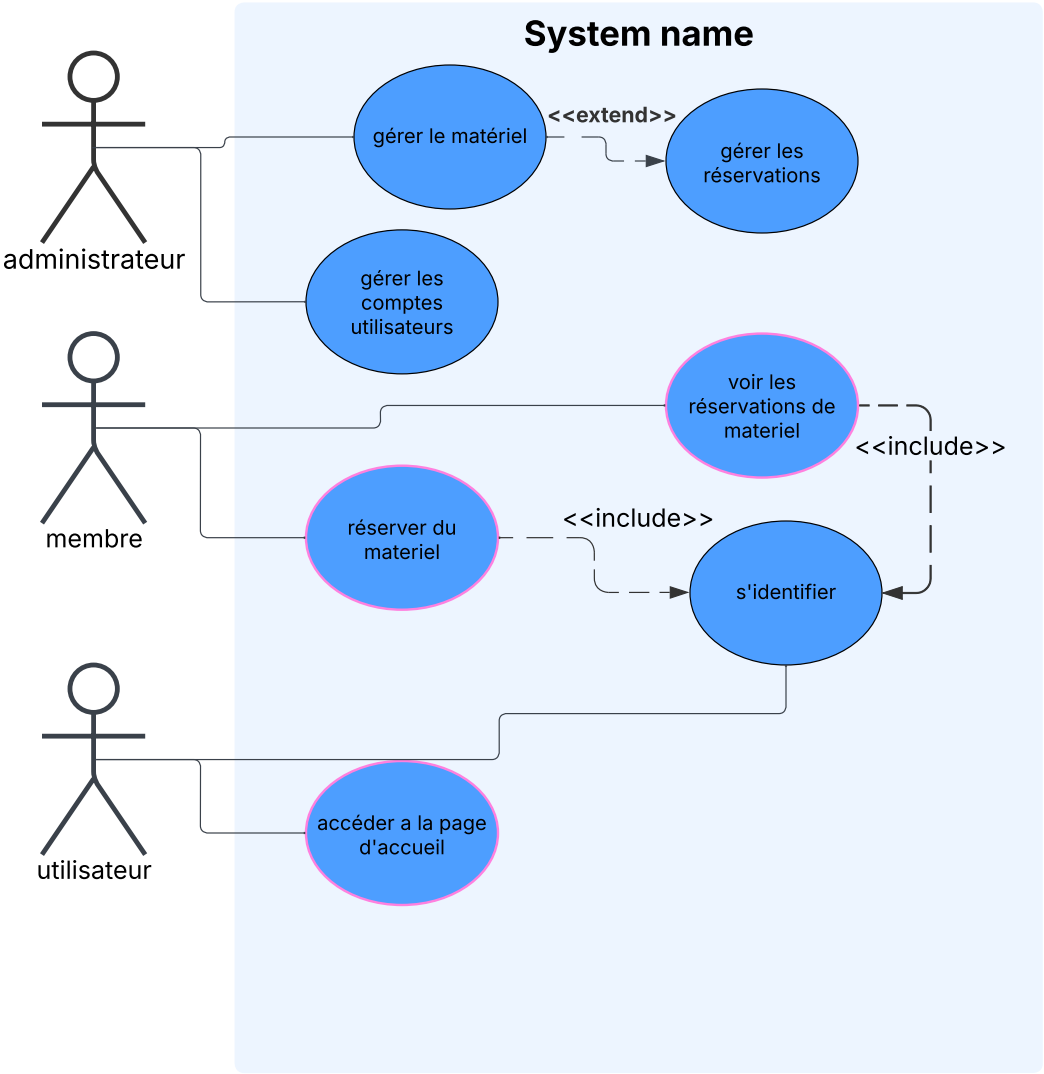 System name
gérer le matériel
<<extend>>
gérer les
réservations
administrateur
gérer les
comptes
utilisateurs
voir les
réservations de
materiel
<<include>>
membre
réserver du
materiel
<<include>>
s'identifier
utilisateur
accéder a la page
d'accueil